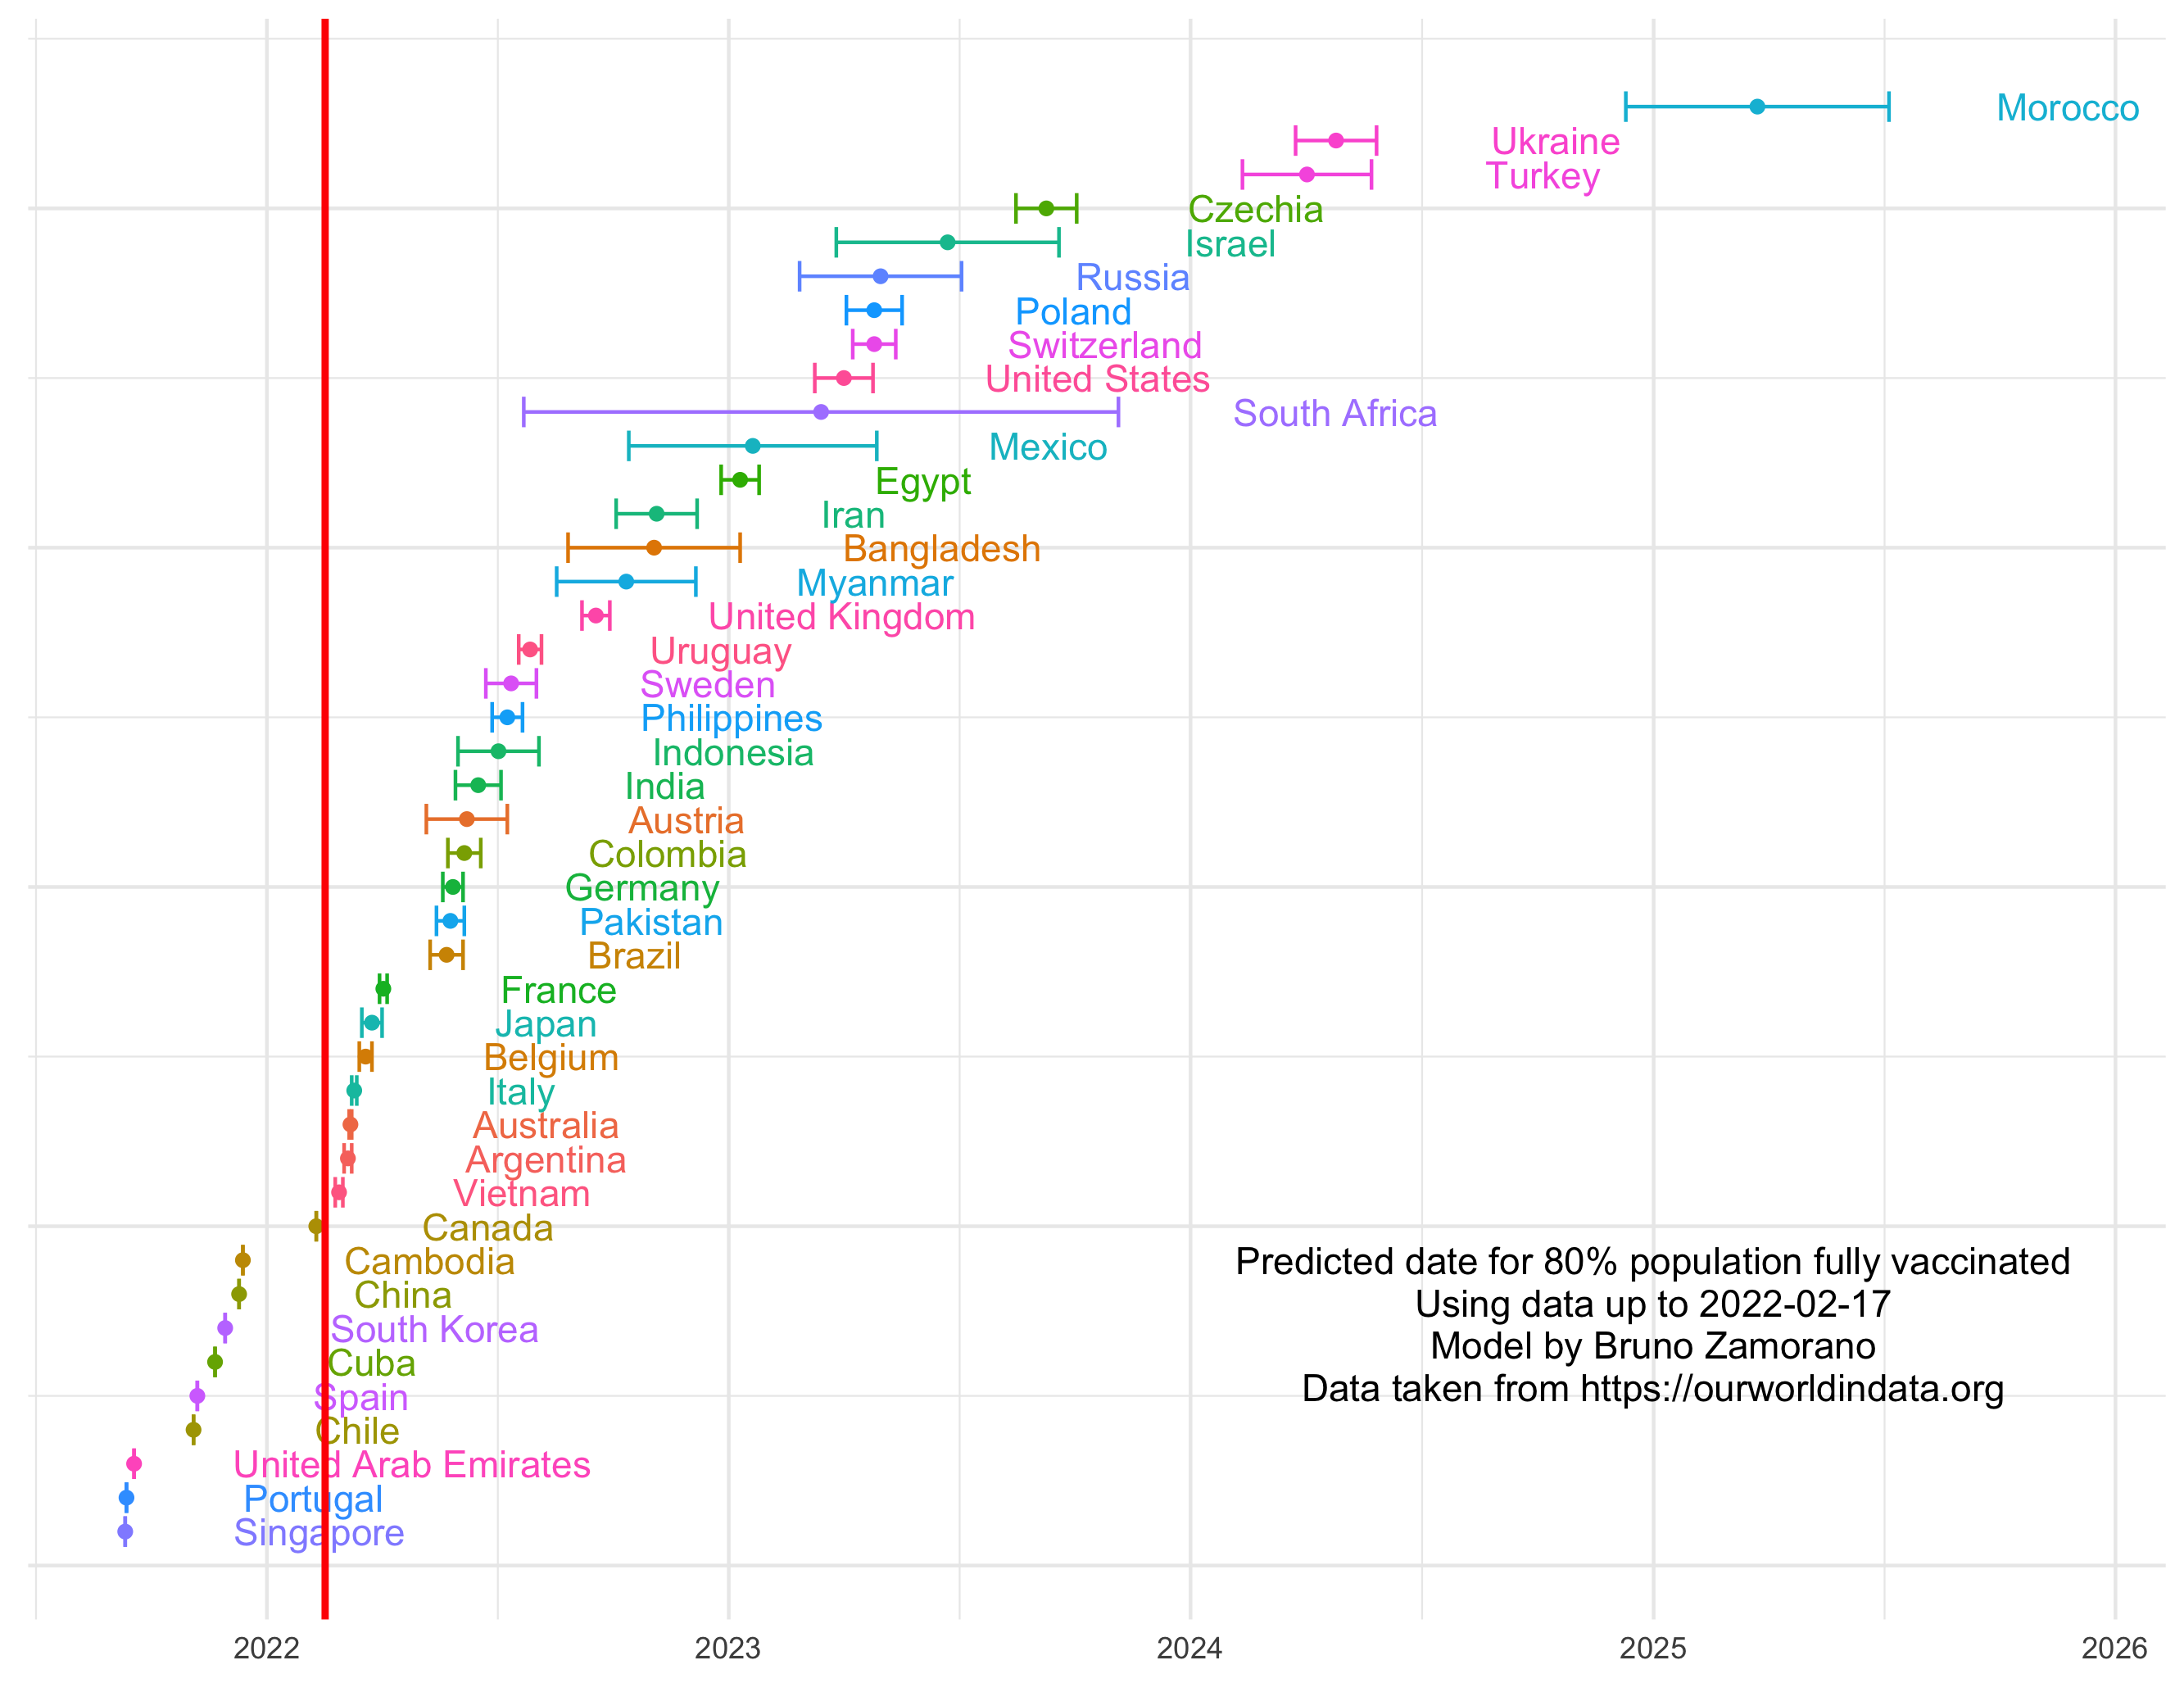 Morocco
Ukraine
Turkey
Czechia
Israel
Russia
Poland
Switzerland
United States
South Africa
Mexico
Egypt
Iran
Bangladesh
Myanmar
United Kingdom
Uruguay
Sweden
Philippines
Indonesia
India
Austria
Colombia
Germany
Pakistan
Brazil
France
Japan
Belgium
Italy
Australia
Argentina
Vietnam
Canada
Cambodia
China
South Korea
Cuba
Spain
Chile
United Arab Emirates
Portugal
Singapore
Predicted date for 80% population fully vaccinated
Using data up to 2022-02-17
Model by Bruno Zamorano
Data taken from https://ourworldindata.org
2022 2023 2024 2025 2026